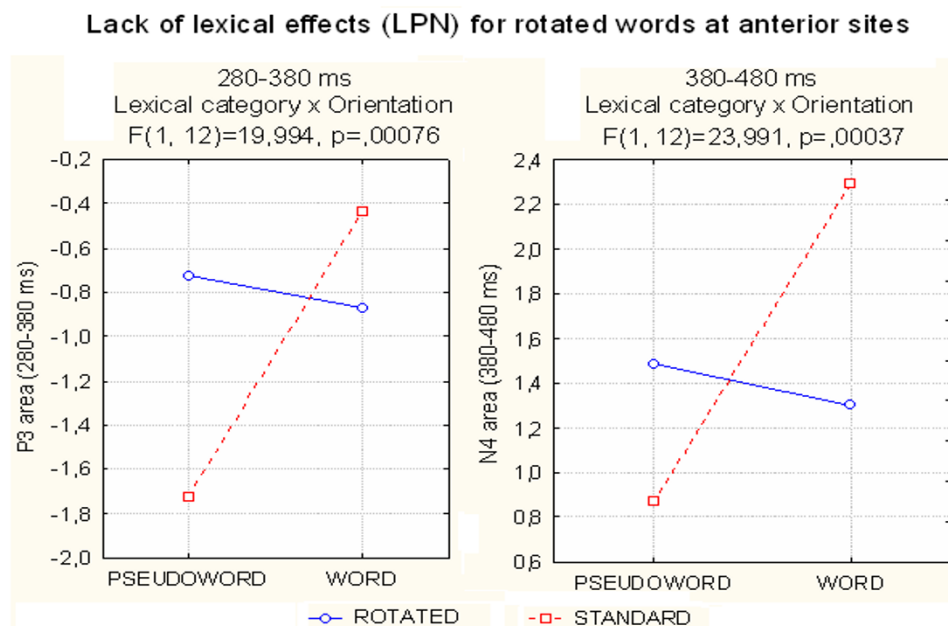 Lack of lexical effects (LPN) for rotated words at anterior sites
280-380 ms
Lexical category x Orientation
F(1, 12)=19,994, p=,00076
-0,2
-0,4
-0,6
-0,8
-1,0
-1,2
-1,4
-1,6
-1,8
-2,0
P3 area (280-380 ms)
PSEUDOWORD WORD
380-480 ms
Lexical category x Orientation
F(1, 12)=23,991, p=,00037
2,4
2,2
2,0
1,8
1,6
1,4
1,2
1,0
0,8
0,6
N4 area (380-480 ms)
PSEUDOWORD WORD
ROTATED STANDARD